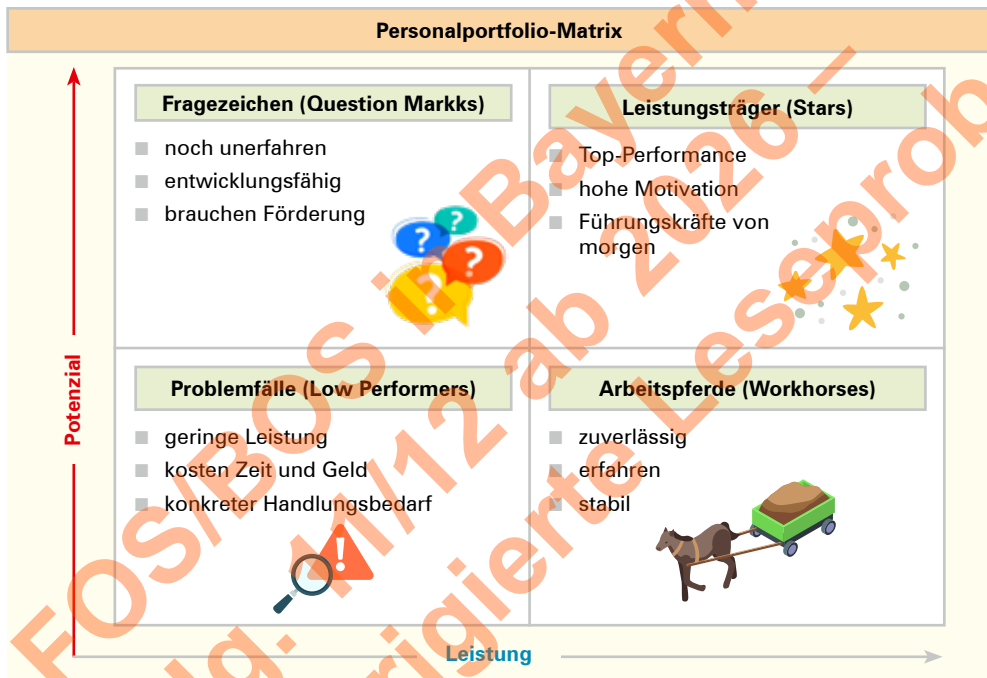 Personalportfolio-Matrix
Fragezeichen (Question Markks)
noch unerfahren
entwicklungsfähig
brauchen Förderung
Leistungsträger (Stars)
Top-Performance
hohe Motivation
Führungskräfte von
morgen
Potenzial
Problemfälle (Low Performers)
geringe Leistung
kosten Zeit und Geld
konkreter Handlungsbedarf
Arbeitspferde (Workhorses)
zuverlässig
erfahren
stabil
Leistung
FOS/BOS in Bayern
11/12 ab 2026 –
Leseprob